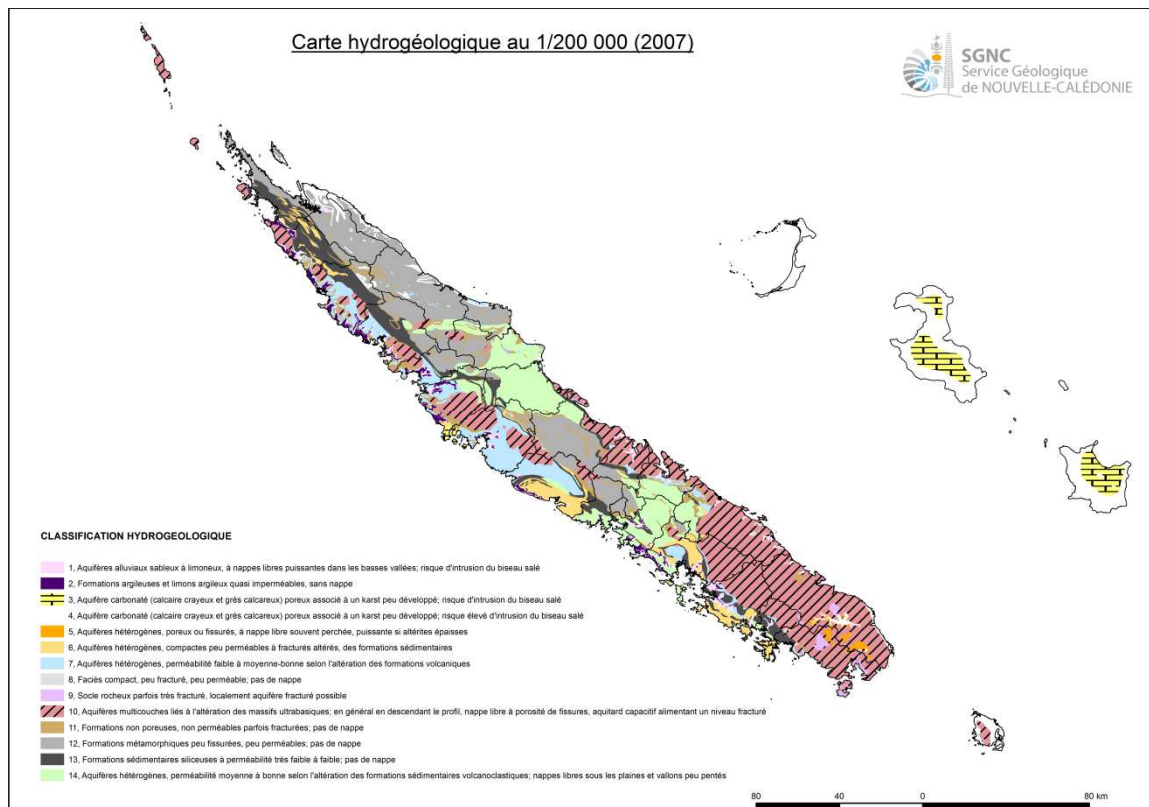 Carte hydrogéologique au 1/200 000 (2007)
SGNC
Service Géologique
de NOUVELLE-CALÉDONIE
CLASSIFICATION HYDROGEOLOGIQUE
1, Aquifères alluviaux sableux à limoneux, à nappes libres puissantes dans les basses vallées; risque d'intrusion du biseau salé
2, Formations argileuses et limons argileux quasi imperméables, sans nappe
3, Aquifère carbonaté (calcaire crayeux et grés calcareux) poreux associé à un karst peu développé; risque d'intrusion du biseau salé
4, Aquifère carbonaté (calcaire crayeux et grés calcareux) poreux associé à un karst peu développé; risque élevé d'intrusion du biseau salé
5, Aquifères hétérogènes, poreux ou fissurés, à nappe libre souvent perchée, puissante si altérites épaisses
6, Aquifères hétérogènes, compactes peu perméables à fracturés altérés, des formations sédimentaires
7, Aquifères hétérogènes, perméabilité faible à moyenne-bonne selon l'altération des formations volcaniques
8, Faciès compact, peu fracturé, peu perméable; pas de nappe
9, Socle rocheux parfois très fracturé, localement aquifère fracturé possible
10, Aquifères multicouches liés à l'altération des massifs ultrabasiques; en général en descendant le profil, nappe libre à porosité de fissures, aquitard capacitif alimentant un niveau fracturé
11, Formations non poreuses, non perméables parfois fracturées; pas de nappe
12, Formations métamorphiques peu fissurées, peu perméables; pas de nappe
13, Formations sédimentaires siliceuses à perméabilité très faible à faible; pas de nappe
14, Aquifères hétérogènes, perméabilité moyenne à bonne selon l'altération des formations sédimentaires volcanoclastiques; nappes libres sous les plaines et vallons peu pentés
80 40 0 80 km